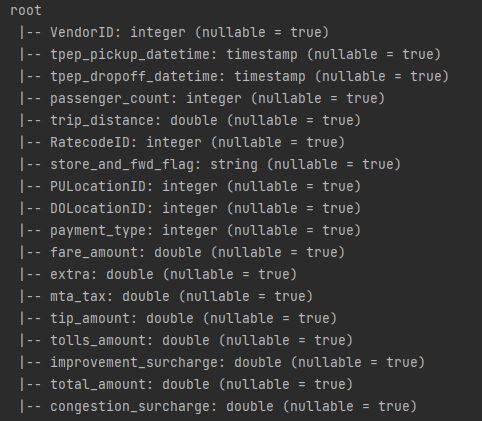 root
 |-- VendorID: integer (nullable = true)
 |-- tpep_pickup_datetime: timestamp (nullable = true)
 |-- tpep_dropoff_datetime: timestamp (nullable = true)
 |-- passenger_count: integer (nullable = true)
 |-- trip_distance: double (nullable = true)
 |-- RatecodeID: integer (nullable = true)
 |-- store_and_fwd_flag: string (nullable = true)
 |-- PULocationID: integer (nullable = true)
 |-- DOLocationID: integer (nullable = true)
 |-- payment_type: integer (nullable = true)
 |-- fare_amount: double (nullable = true)
 |-- extra: double (nullable = true)
 |-- mta_tax: double (nullable = true)
 |-- tip_amount: double (nullable = true)
 |-- tolls_amount: double (nullable = true)
 |-- improvement_surcharge: double (nullable = true)
 |-- total_amount: double (nullable = true)
 |-- congestion_surcharge: double (nullable = true)